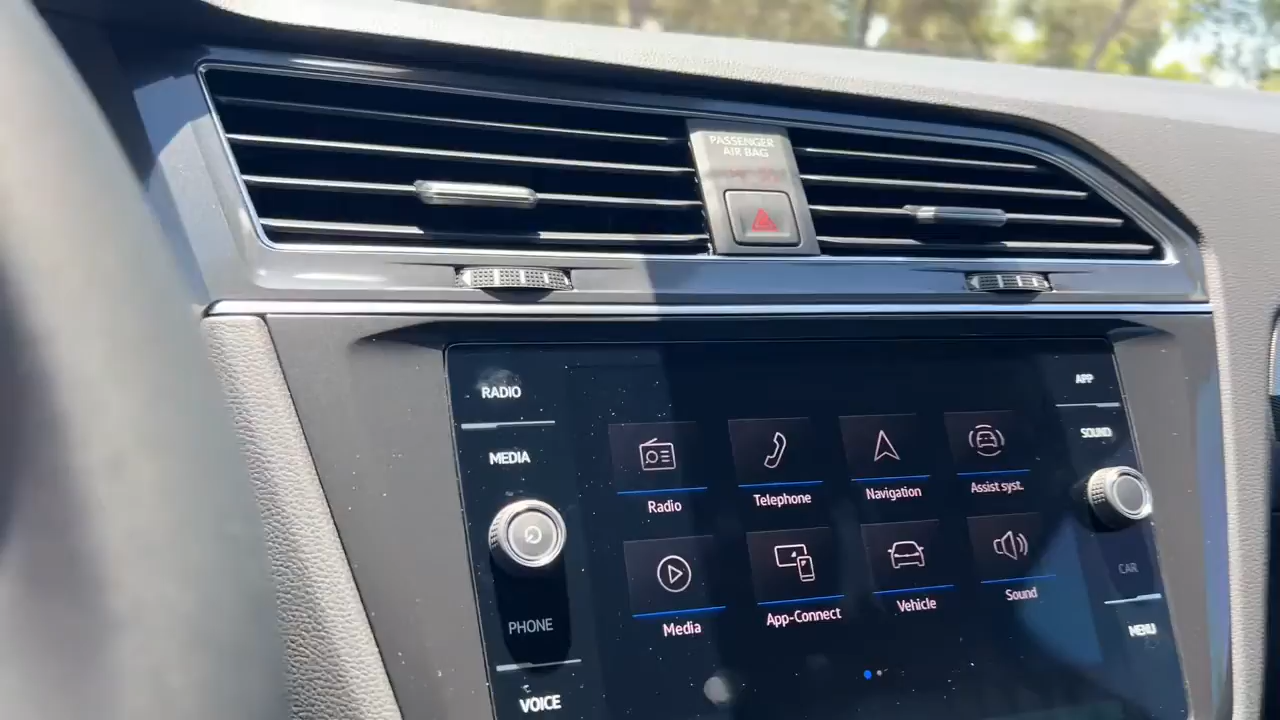 PASSENGER
AIR BAG
RADIO
MEDIA
PHONE
VOICE
Radio
Telephone
Navigation
Assist syst.
Media
App-Connect
Vehicle
Sound
APP
SOUND
CAR
MENU